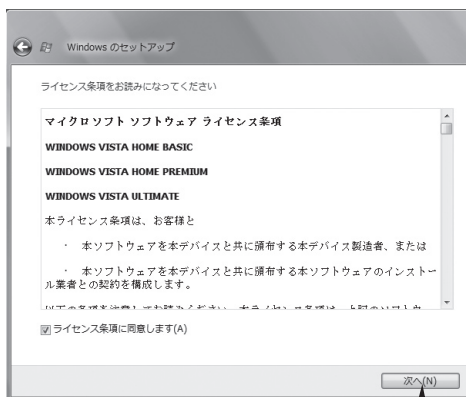 Windows のセットアップ
ライセンス条項をお読みになってください
マイクロソフト ソフトウェア ライセンス条項
WINDOWS VISTA HOME BASIC
WINDOWS VISTA HOME PREMIUM
WINDOWS VISTA ULTIMATE
本ライセンス条項は、お客様と
· 本ソフトウェアを本デバイスと共に頒布する本デバイス製造者、または
· 本ソフトウェアを本デバイスと共に頒布する本ソフトウェアのインストー
ル業者との契約を構成します。
ライセンス条項に同意します(A)
次へ(N)